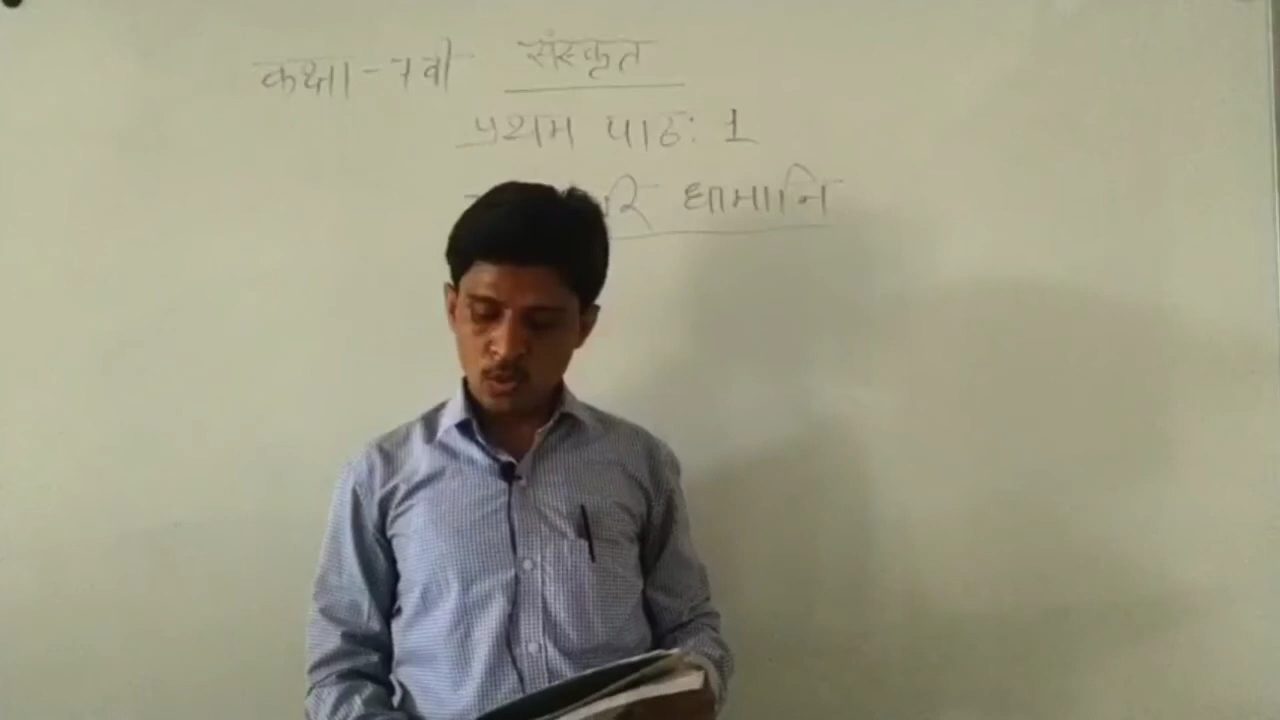 कक्षा - 7वी संस्कृत
प्रथम पाठः 1
धामानि